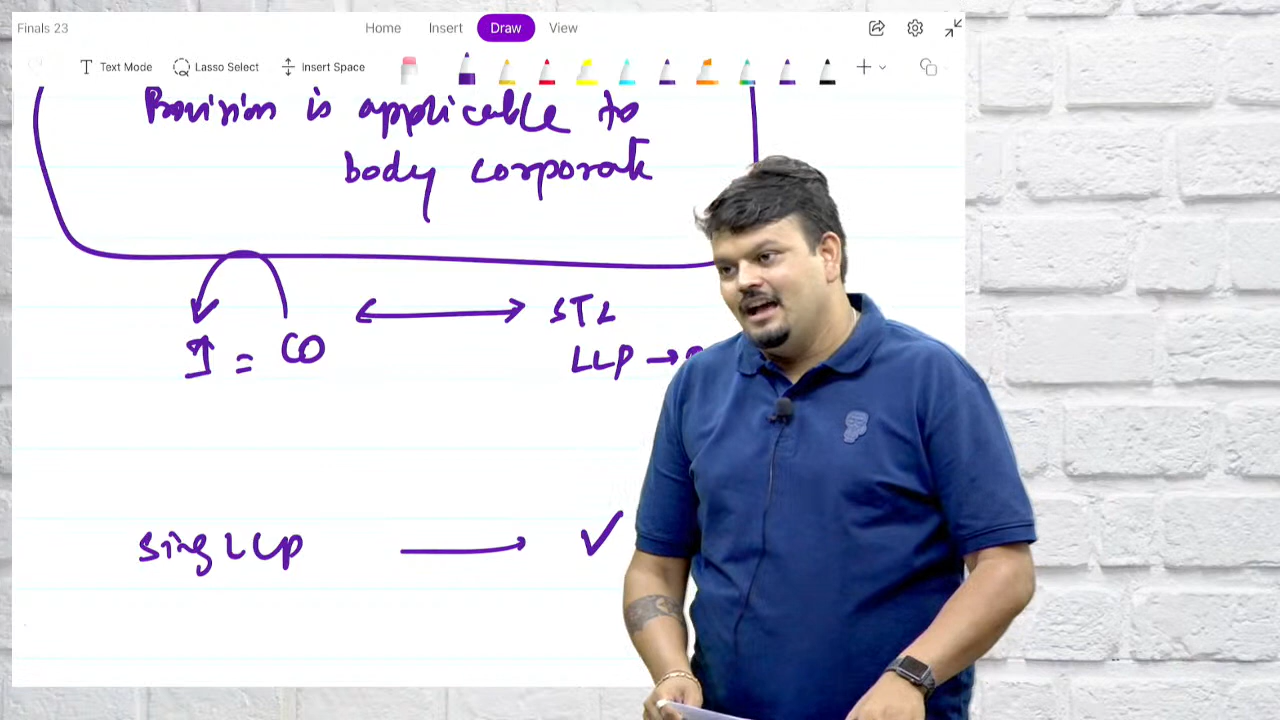 Finals 23
Home Insert Draw View
Text Mode Lasso Select Insert Space
Provision is applicable to
body corporate
= CO
STL
LLP →
Sing LLP